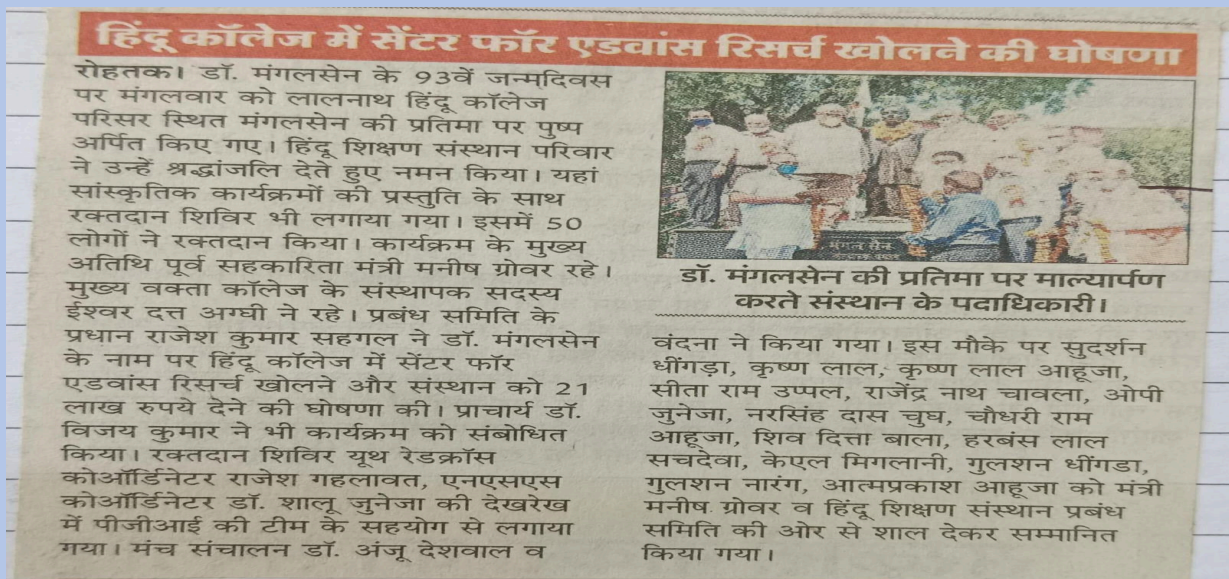 हिंदू कॉलेज में सेंटर फॉर एडवांस रिसर्च खोलने की घोषणा
रोहतक। डॉ. मंगलसेन के 93वें जन्मदिवस
पर मंगलवार को लालनाथ हिंदू कॉलेज
परिसर स्थित मंगलसेन की प्रतिमा पर पुष्प
अर्पित किए गए। हिंदू शिक्षण संस्थान परिवार
ने उन्हें श्रद्धांजलि देते हुए नमन किया। यहां
सांस्कृतिक कार्यक्रमों की प्रस्तुति के साथ
रक्तदान शिविर भी लगाया गया। इसमें 50
लोगों ने रक्तदान किया। कार्यक्रम के मुख्य
अतिथि पूर्व सहकारिता मंत्री मनीष ग्रोवर रहे।
मुख्य वक्ता कॉलेज के संस्थापक सदस्य
ईश्वर दत्त अग्घी ने रहे। प्रबंध समिति के
प्रधान राजेश कुमार सहगल ने डॉ. मंगलसेन
के नाम पर हिंदू कॉलेज में सेंटर फॉर
एडवांस रिसर्च खोलने और संस्थान को 21
लाख रुपये देने की घोषणा की। प्राचार्य डॉ.
विजय कुमार ने भी कार्यक्रम को संबोधित
किया। रक्तदान शिविर यूथ रेडक्रॉस
कोऑर्डिनेटर राजेश गहलावत, एनएसएस
कोऑर्डिनेटर डॉ. शालू जुनेजा की देखरेख
में पीजीआई की टीम के सहयोग से लगाया
गया। मंच संचालन डॉ. अंजू देशवाल व
मंगल सेन
डॉ. मंगलसेन की प्रतिमा पर माल्यार्पण
करते संस्थान के पदाधिकारी।
वंदना ने किया गया। इस मौके पर सुदर्शन
धींगड़ा, कृष्ण लाल, कृष्ण लाल आहूजा,
सीता राम उप्पल, राजेंद्र नाथ चावला, ओपी
जुनेजा, नरसिंह दास चुघ, चौधरी राम
आहूजा, शिव दित्ता बाला, हरबंस लाल
सचदेवा, केएल मिगलानी, गुलशन धींगडा,
गुलशन नारंग, आत्मप्रकाश आहूजा को मंत्री
मनीष ग्रोवर व हिंदू शिक्षण संस्थान प्रबंध
समिति की ओर से शाल देकर सम्मानित
किया गया।